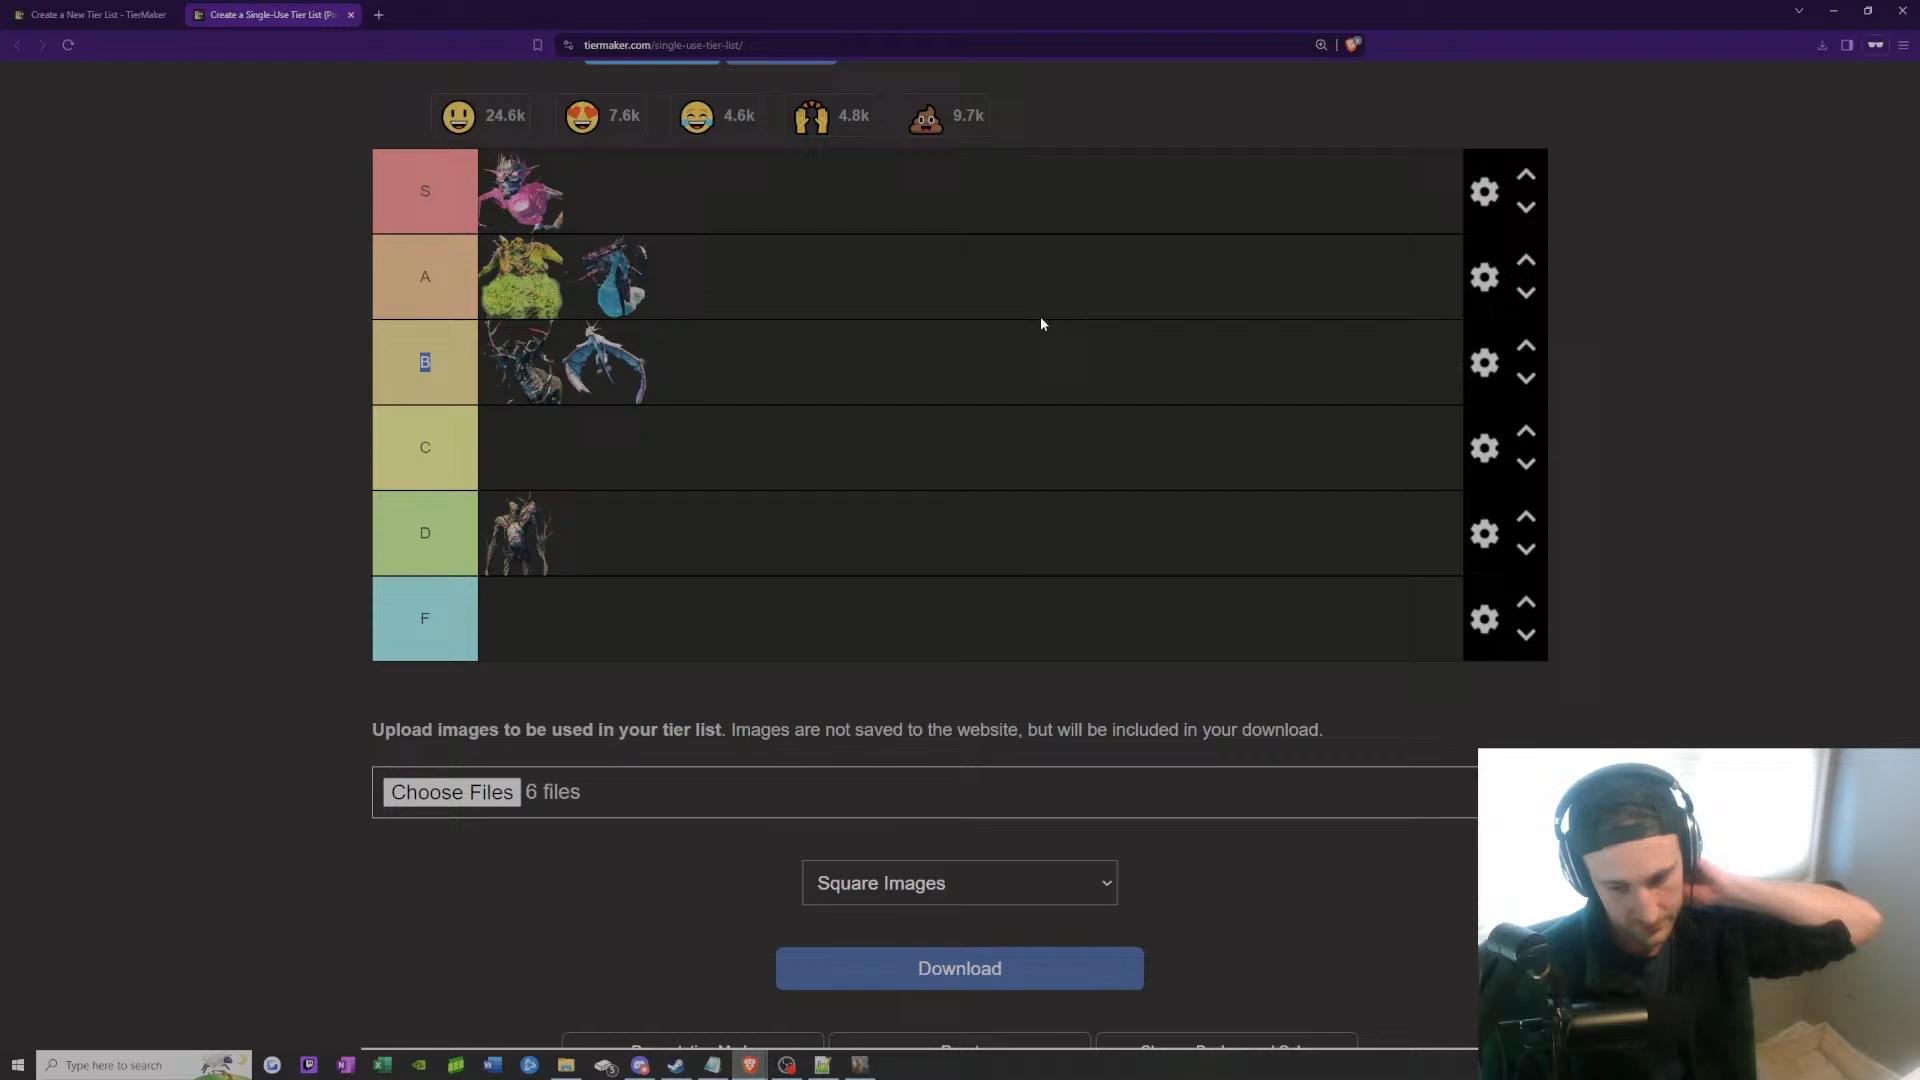 Create a New Tier List - TierMaker
Create a Single-Use Tier List (Pri
tiermaker.com/single-use-tier-list/
24.6k
7.6k
4.6k
4.8k
9.7k
S
A
B
C
D
F
Upload images to be used in your tier list. Images are not saved to the website, but will be included in your download.
Choose Files 6 files
Square Images
Download
Type here to search